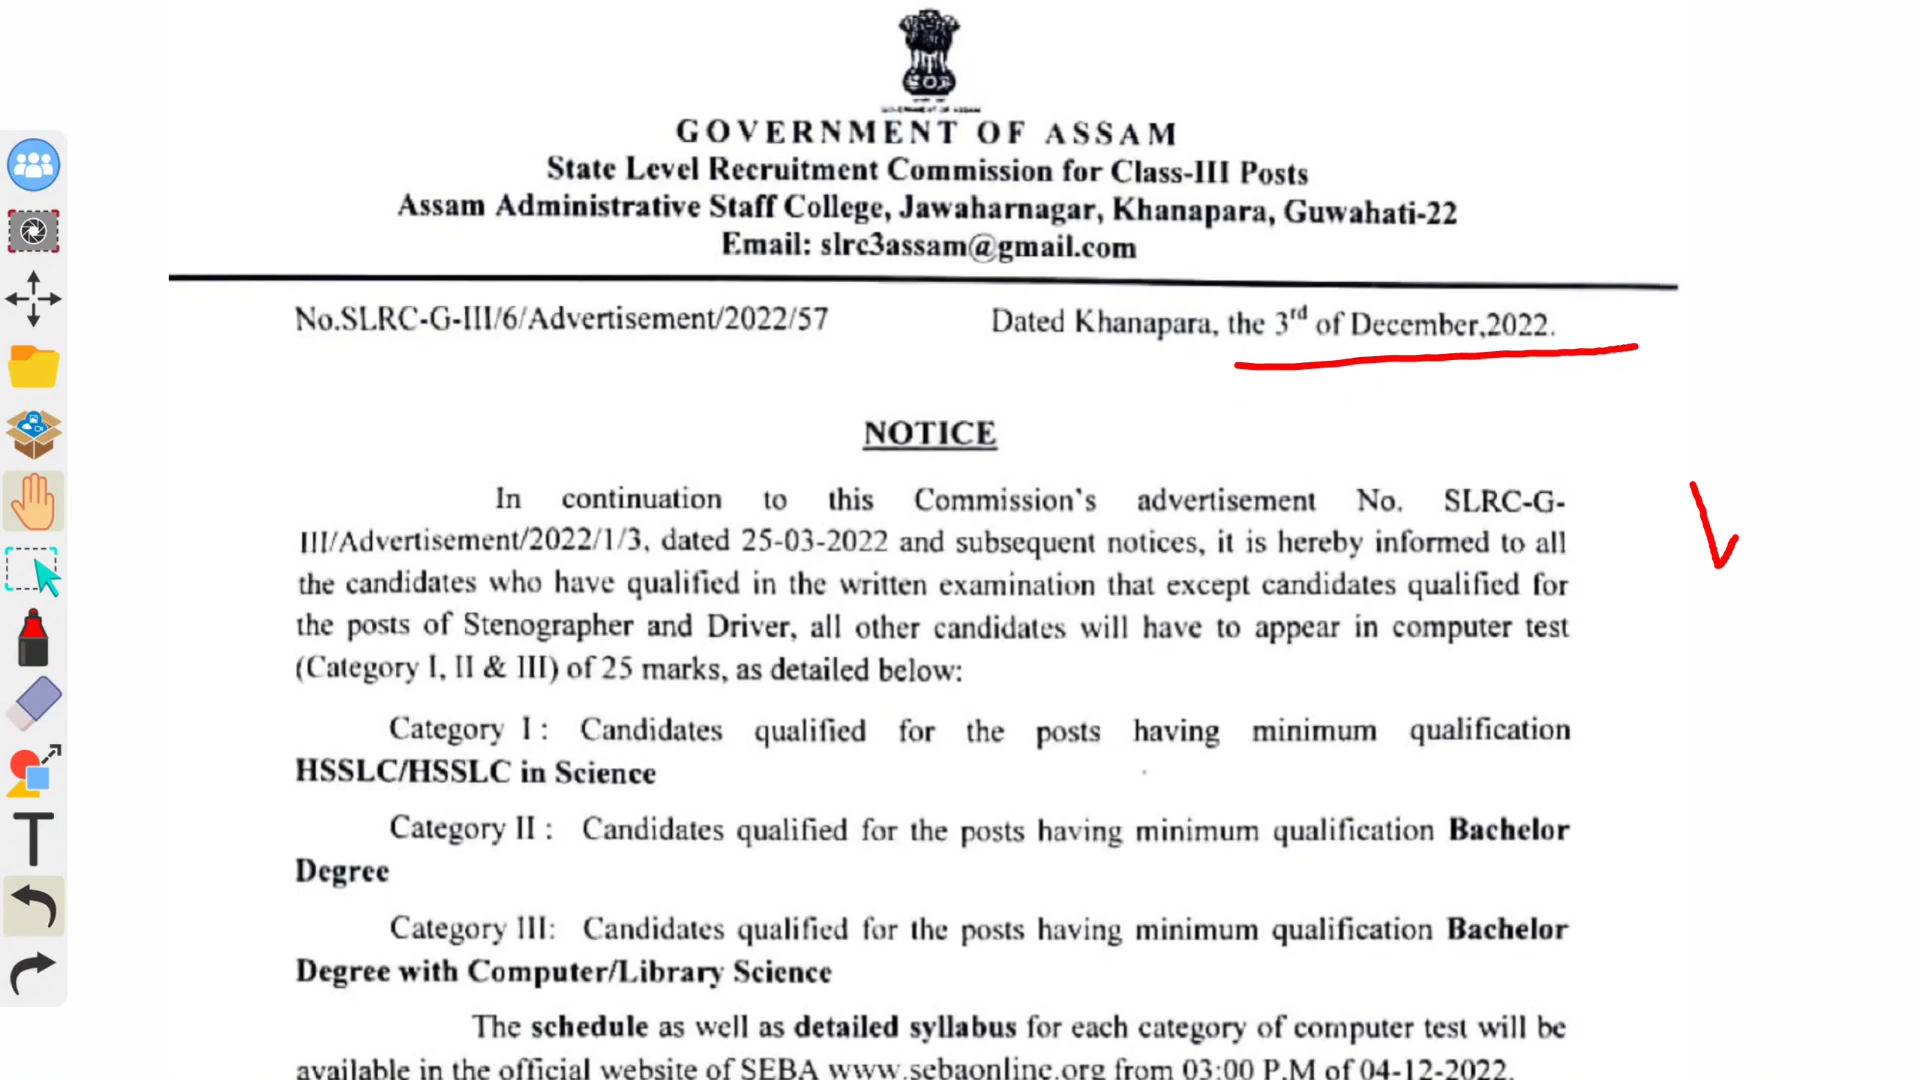 GOVERNMENT OF ASSAM
State Level Recruitment Commission for Class-III Posts
Assam Administrative Staff College, Jawaharnagar, Khanapara, Guwahati-22
Email: slrc3assam@gmail.com
No.SLRC-G-III/6/Advertisement/2022/57 Dated Khanapara, the 3rd of December,2022.
NOTICE
In continuation to this Commission's advertisement No. SLRC-G-
III/Advertisement/2022/1/3, dated 25-03-2022 and subsequent notices, it is hereby informed to all
the candidates who have qualified in the written examination that except candidates qualified for
the posts of Stenographer and Driver, all other candidates will have to appear in computer test
(Category I, II & III) of 25 marks, as detailed below:
Category I : Candidates qualified for the posts having minimum qualification
HSSLC/HSSLC in Science
Category II : Candidates qualified for the posts having minimum qualification Bachelor
Degree
Category III: Candidates qualified for the posts having minimum qualification Bachelor
Degree with Computer/Library Science
The schedule as well as detailed syllabus for each category of computer test will be
available in the official website of SEBA www.sebaonline.org from 03:00 P.M of 04-12-2022.